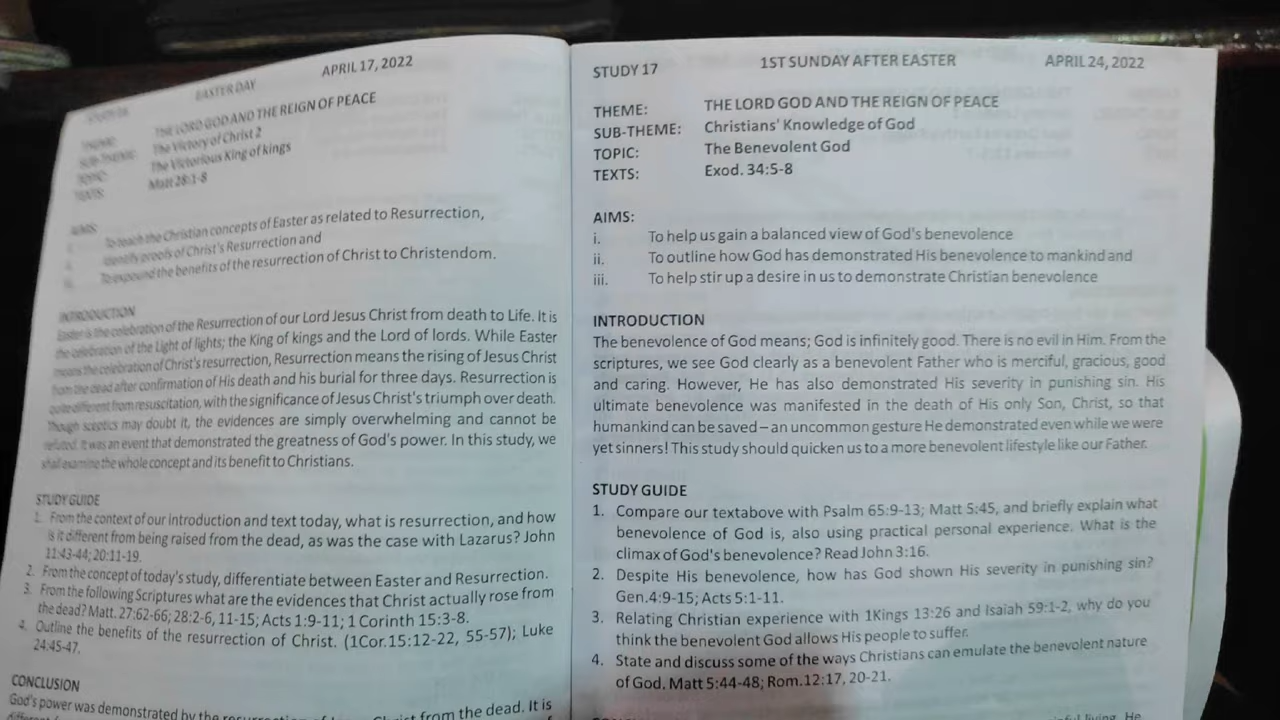 EASTER DAY APRIL 17, 2022
THEME: THE LORD GOD AND THE REIGN OF PEACE
SUB-THEME: The Victory of Christ 2
TOPIC: The Victorious King of kings
TEXTS: Matt 28:1-8
AIMS:
i. To teach the Christian concepts of Easter as related to Resurrection,
ii. Identify proofs of Christ's Resurrection and
iii. To expound the benefits of the resurrection of Christ to Christendom.
INTRODUCTION
Easter is the celebration of the Resurrection of our Lord Jesus Christ from death to Life. It is
the celebration of the Light of lights; the King of kings and the Lord of lords. While Easter
means the celebration of Christ's resurrection, Resurrection means the rising of Jesus Christ
from the dead after confirmation of His death and his burial for three days. Resurrection is
quite different from resuscitation, with the significance of Jesus Christ's triumph over death.
Though sceptics may doubt it, the evidences are simply overwhelming and cannot be
refuted. It was an event that demonstrated the greatness of God's power. In this study, we
shall examine the whole concept and its benefit to Christians.
STUDY GUIDE
1. From the context of our introduction and text today, what is resurrection, and how
is it different from being raised from the dead, as was the case with Lazarus? John
11:43-44; 20:11-19.
2. From the concept of today's study, differentiate between Easter and Resurrection.
3. From the following Scriptures what are the evidences that Christ actually rose from
the dead? Matt. 27:62-66; 28:2-6, 11-15; Acts 1:9-11; 1 Corinth 15:3-8.
4. Outline the benefits of the resurrection of Christ. (1Cor.15:12-22, 55-57); Luke
24:45-47.
CONCLUSION
God's power was demonstrated by the Christ from the dead. It is
STUDY 17 1ST SUNDAY AFTER EASTER APRIL 24, 2022
THEME: THE LORD GOD AND THE REIGN OF PEACE
SUB-THEME: Christians' Knowledge of God
TOPIC: The Benevolent God
TEXTS: Exod. 34:5-8
AIMS:
i. To help us gain a balanced view of God's benevolence
ii. To outline how God has demonstrated His benevolence to mankind and
iii. To help stir up a desire in us to demonstrate Christian benevolence
INTRODUCTION
The benevolence of God means; God is infinitely good. There is no evil in Him. From the
scriptures, we see God clearly as a benevolent Father who is merciful, gracious, good
and caring. However, He has also demonstrated His severity in punishing sin. His
ultimate benevolence was manifested in the death of His only Son, Christ, so that
humankind can be saved – an uncommon gesture He demonstrated even while we were
yet sinners! This study should quicken us to a more benevolent lifestyle like our Father.
STUDY GUIDE
1. Compare our textabove with Psalm 65:9-13; Matt 5:45, and briefly explain what
benevolence of God is, also using practical personal experience. What is the
climax of God's benevolence? Read John 3:16.
2. Despite His benevolence, how has God shown His severity in punishing sin?
Gen.4:9-15; Acts 5:1-11.
3. Relating Christian experience with 1Kings 13:26 and Isaiah 59:1-2, why do you
think the benevolent God allows His people to suffer.
4. State and discuss some of the ways Christians can emulate the benevolent nature
of God. Matt 5:44-48; Rom.12:17, 20-21.
living. He